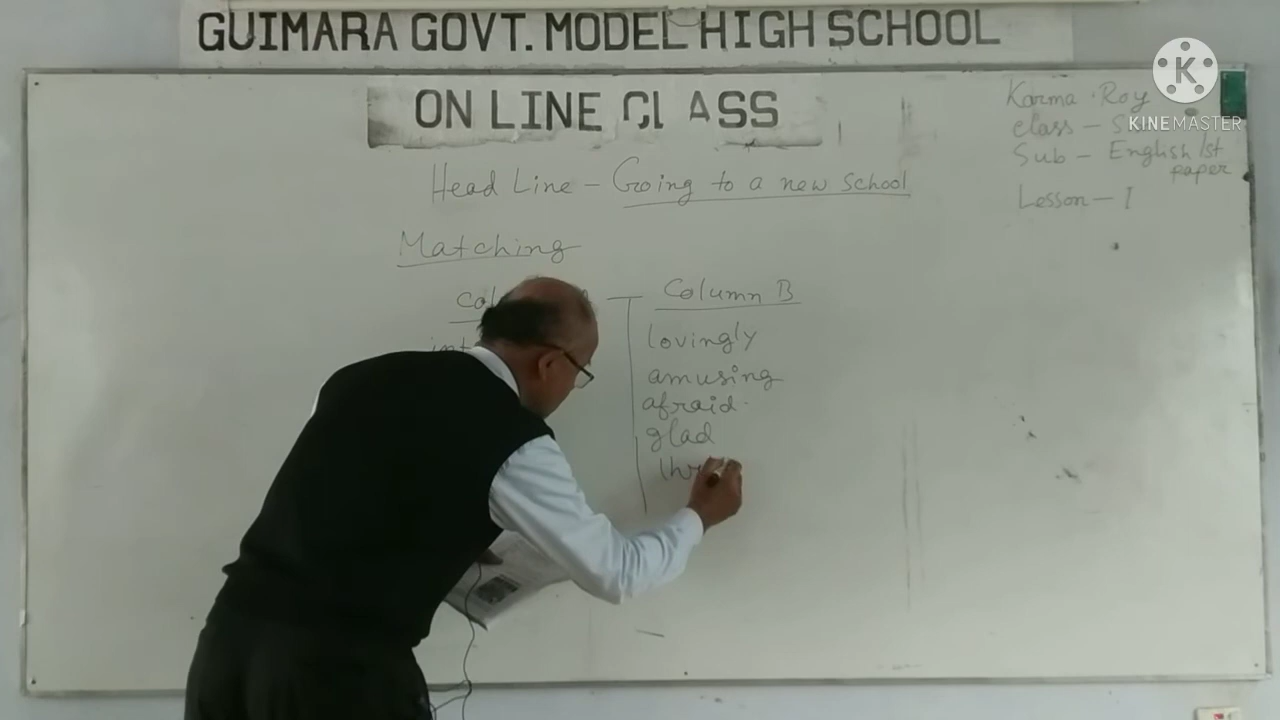 GUIMARA GOVT. MODEL HIGH SCHOOL
ON LINE CLASS
KINEMASTER
Karma Roy
class –
Sub – English 1st
paper
Lesson – I
Head Line – Going to a new school
Matching
Column B
lovingly
amusing
afraid
glad